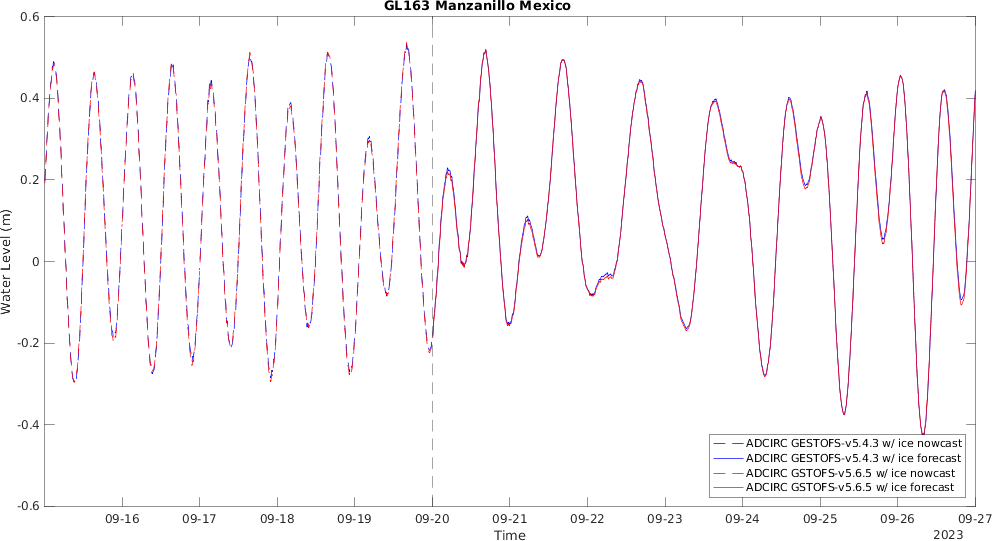 GL163 Manzanillo Mexico
0.6
0.4
0.2
0
-0.2
-0.4
-0.6
Water Level (m)
ADCIRC GESTOFS-v5.4.3 w/ ice nowcast
ADCIRC GESTOFS-v5.4.3 w/ ice forecast
ADCIRC GSTOFS-v5.6.5 w/ ice nowcast
ADCIRC GSTOFS-v5.6.5 w/ ice forecast
09-16 09-17 09-18 09-19 09-20 09-21 09-22 09-23 09-24 09-25 09-26 09-27
Time
2023